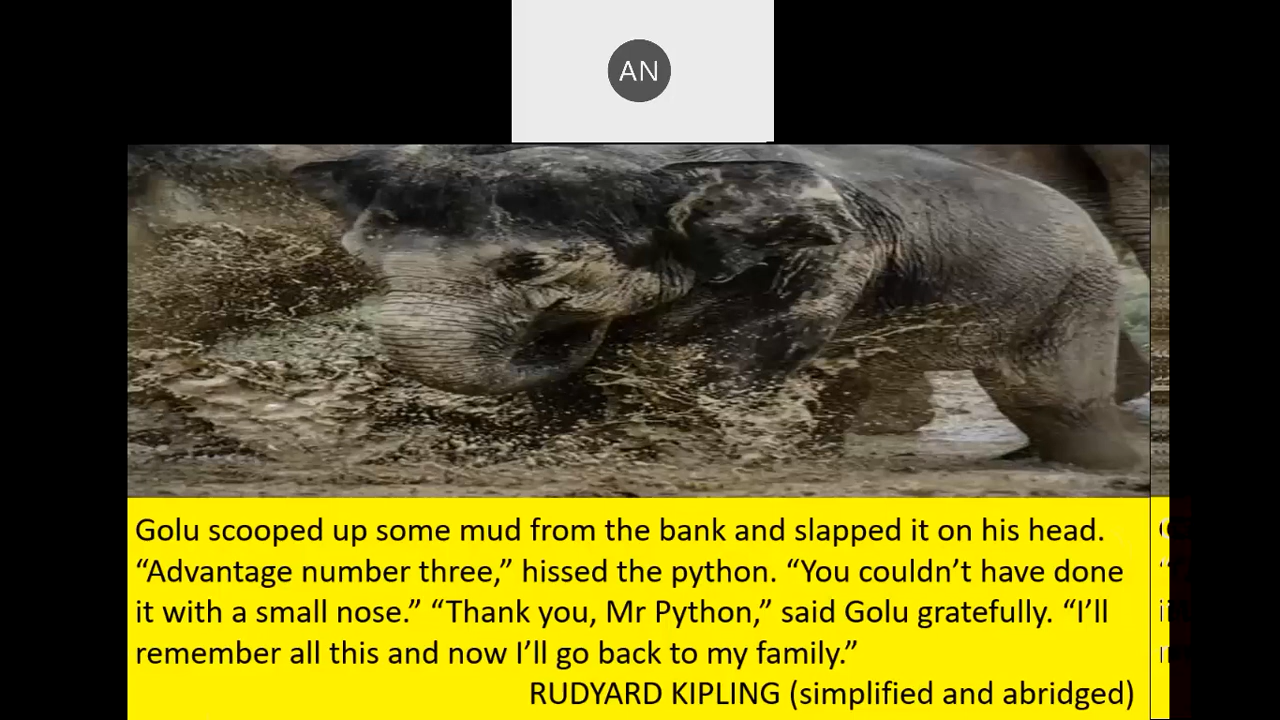 AN
Golu scooped up some mud from the bank and slapped it on his head.
“Advantage number three,” hissed the python. “You couldn’t have done
it with a small nose.” “Thank you, Mr Python,” said Golu gratefully. “I’ll
remember all this and now I’ll go back to my family.”
RUDYARD KIPLING (simplified and abridged)